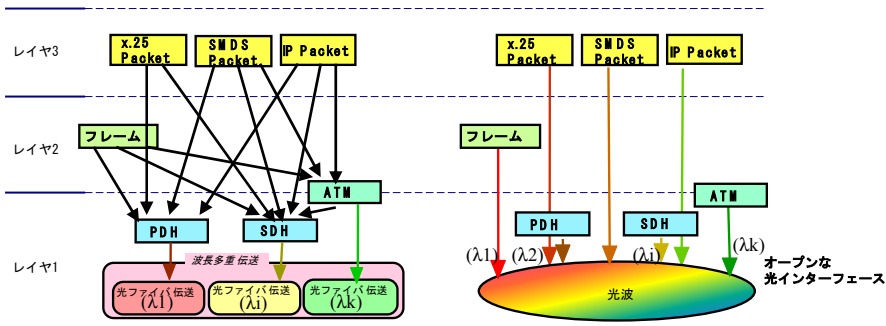 レイヤ3
x.25
Packet
SMDS
Packet
IP Packet
x.25
Packet
SMDS
Packet
IP Packet
レイヤ2
フレーム
フレーム
ATM
ATM
PDH
SDH
PDH
SDH
レイヤ1
波長多重 伝送
光ファイバ 伝送
(λ1)
光ファイバ 伝送
(λi)
光ファイバ 伝送
(λk)
(λ1)
(λ2)
(λi)
(λk)
光波
オープンな
光インターフェース